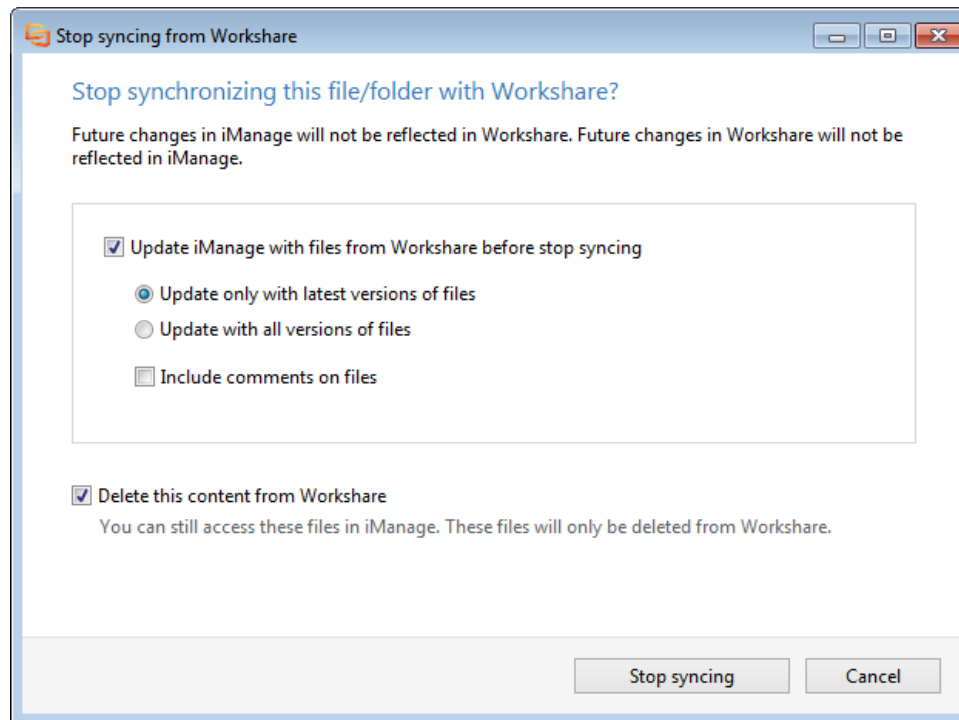 Stop syncing from Workshare
Stop synchronizing this file/folder with Workshare?
Future changes in iManage will not be reflected in Workshare. Future changes in Workshare will not be
reflected in iManage.
Update iManage with files from Workshare before stop syncing
Update only with latest versions of files
Update with all versions of files
Include comments on files
Delete this content from Workshare
You can still access these files in iManage. These files will only be deleted from Workshare.
Stop syncing
Cancel